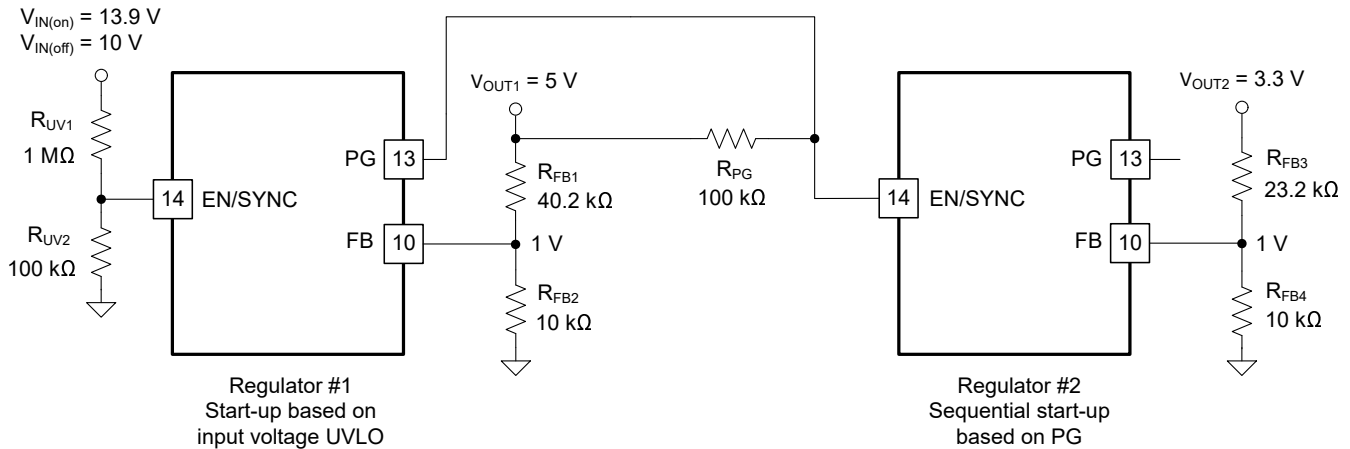 V_IN(on) = 13.9 V
V_IN(off) = 10 V
R_UV1
1 MΩ
R_UV2
100 kΩ
14
EN/SYNC
PG
13
FB
10
V_OUT1 = 5 V
R_FB1
40.2 kΩ
1 V
R_FB2
10 kΩ
R_PG
100 kΩ
14
EN/SYNC
PG
13
FB
10
V_OUT2 = 3.3 V
R_FB3
23.2 kΩ
1 V
R_FB4
10 kΩ
Regulator #1
Start-up based on
input voltage UVLO
Regulator #2
Sequential start-up
based on PG